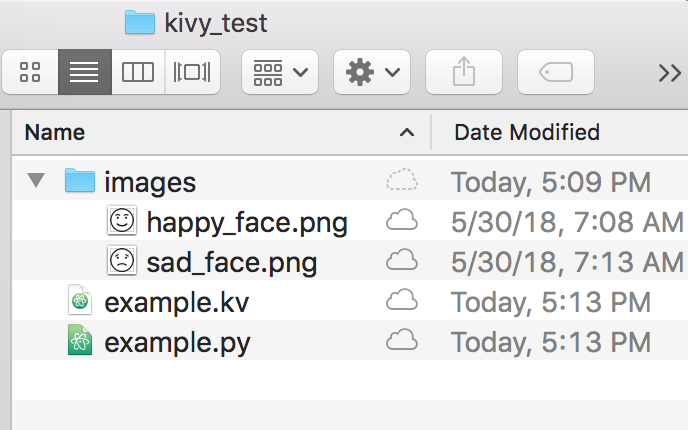 kivy_test
Name Date Modified
images Today, 5:09 PM
happy_face.png 5/30/18, 7:08 AM
sad_face.png 5/30/18, 7:13 AM
example.kv Today, 5:13 PM
example.py Today, 5:13 PM